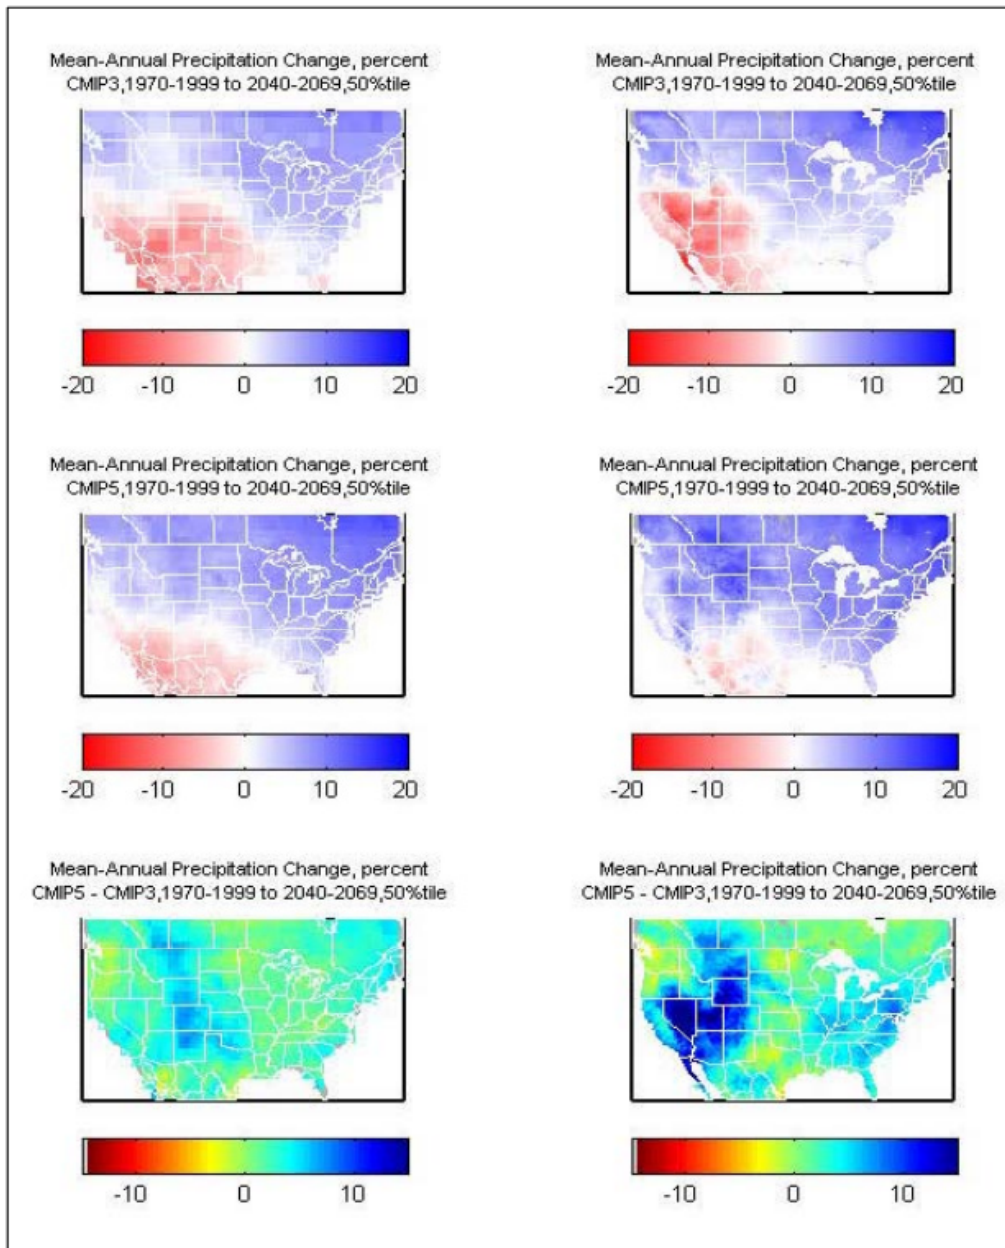 Mean-Annual Precipitation Change, percent
CMIP3,1970-1999 to 2040-2069,50%tile
-20 -10 0 10 20
Mean-Annual Precipitation Change, percent
CMIP3,1970-1999 to 2040-2069,50%tile
-20 -10 0 10 20
Mean-Annual Precipitation Change, percent
CMIP5,1970-1999 to 2040-2069,50%tile
-20 -10 0 10 20
Mean-Annual Precipitation Change, percent
CMIP5,1970-1999 to 2040-2069,50%tile
-20 -10 0 10 20
Mean-Annual Precipitation Change, percent
CMIP5 - CMIP3,1970-1999 to 2040-2069,50%tile
-10 0 10
Mean-Annual Precipitation Change, percent
CMIP5 - CMIP3,1970-1999 to 2040-2069,50%tile
-10 0 10